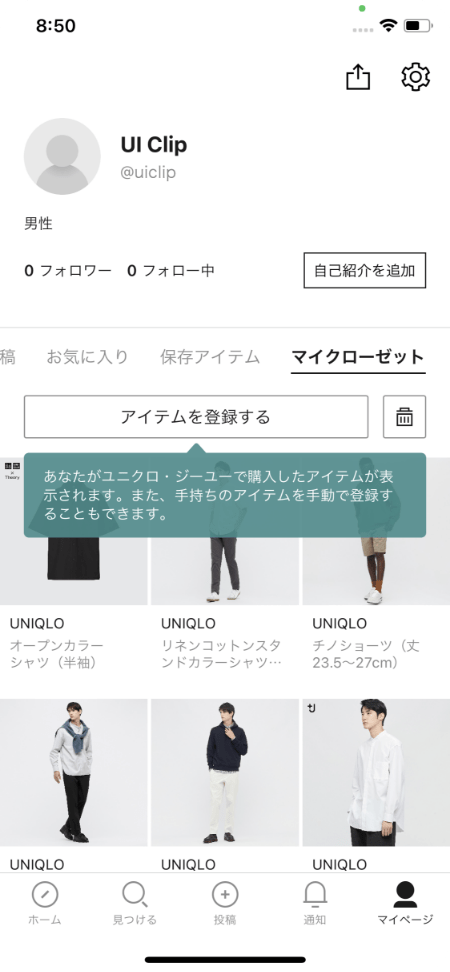 8:50
UI Clip
@uiclip
男性
0 フォロワー 0 フォロー中
自己紹介を追加
稿 お気に入り 保存アイテム マイクローゼット
アイテムを登録する
あなたがユニクロ・ジーユーで購入したアイテムが表
示されます。また、手持ちのアイテムを手動で登録す
ることもできます。
Theory
UNIQLO
オープンカラー
シャツ（半袖）
UNIQLO
リネンコットンスタ
ンドカラーシャツ…
UNIQLO
チノショーツ（丈
23.5〜27cm）
+J
UNIQLO
UNIQLO
UNIQLO
ホーム
見つける
投稿
通知
マイページ